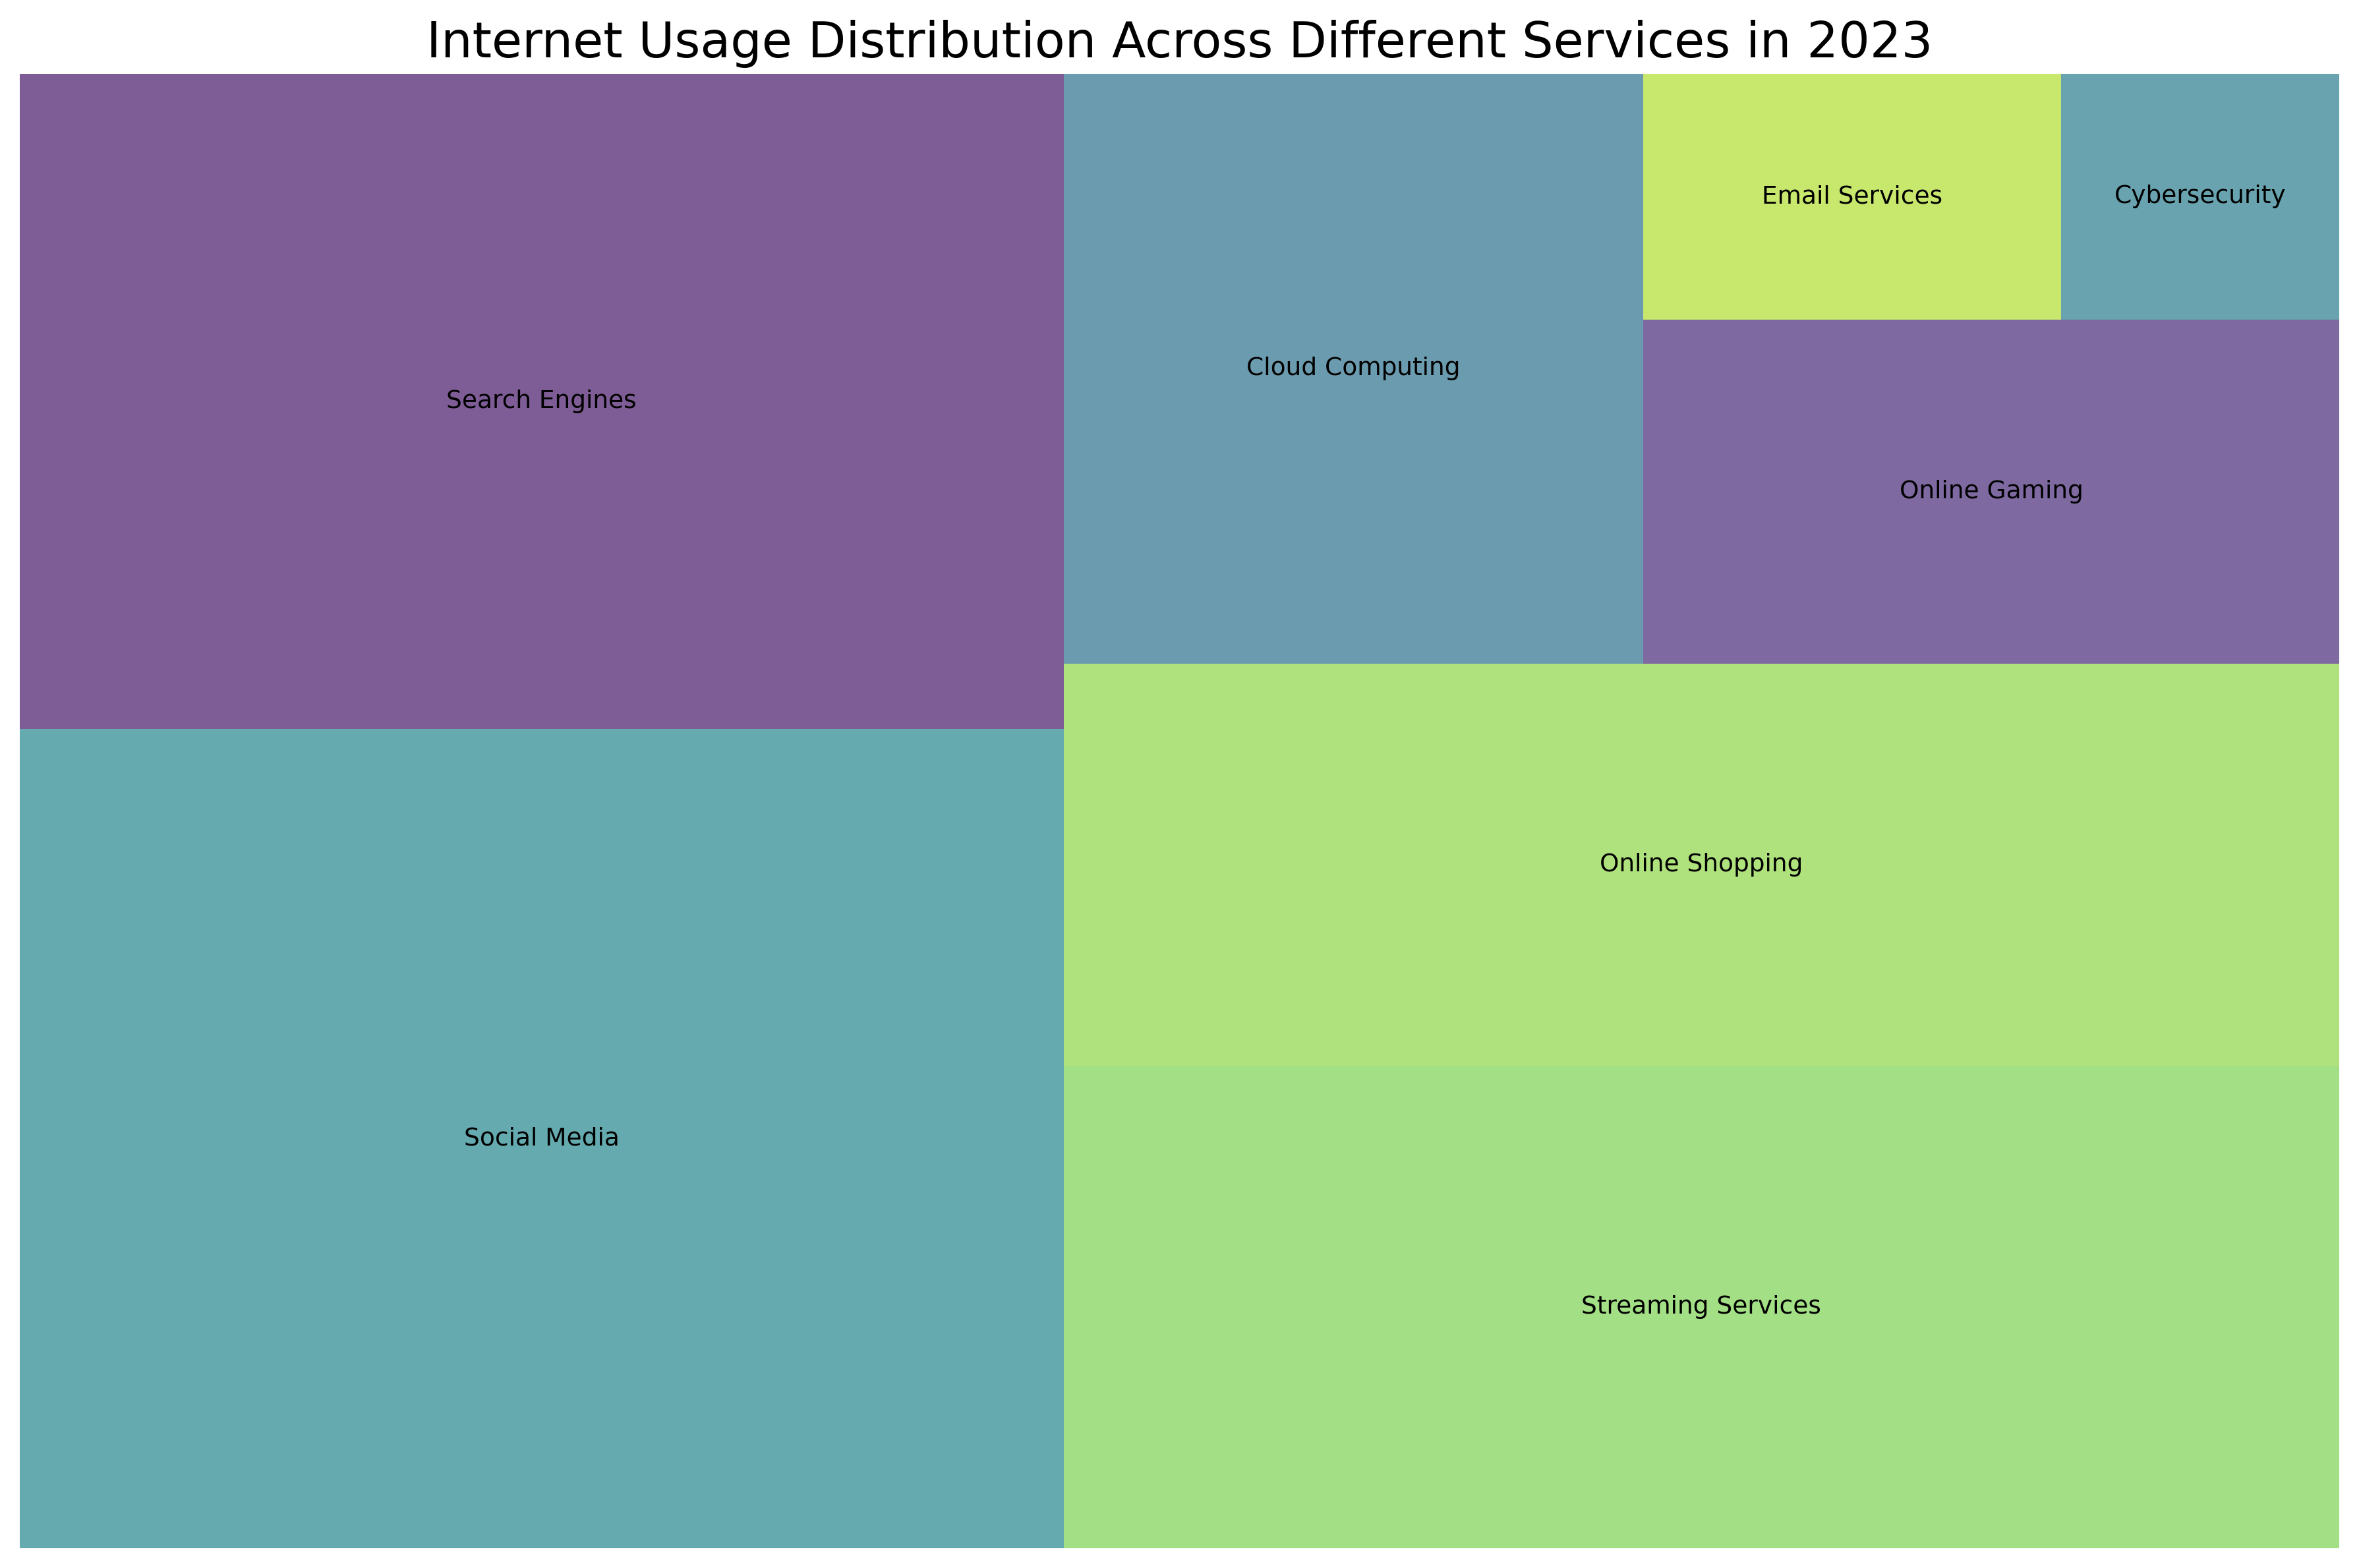 Internet Usage Distribution Across Different Services in 2023
Email Services
Cybersecurity
Cloud Computing
Search Engines
Online Gaming
Online Shopping
Social Media
Streaming Services